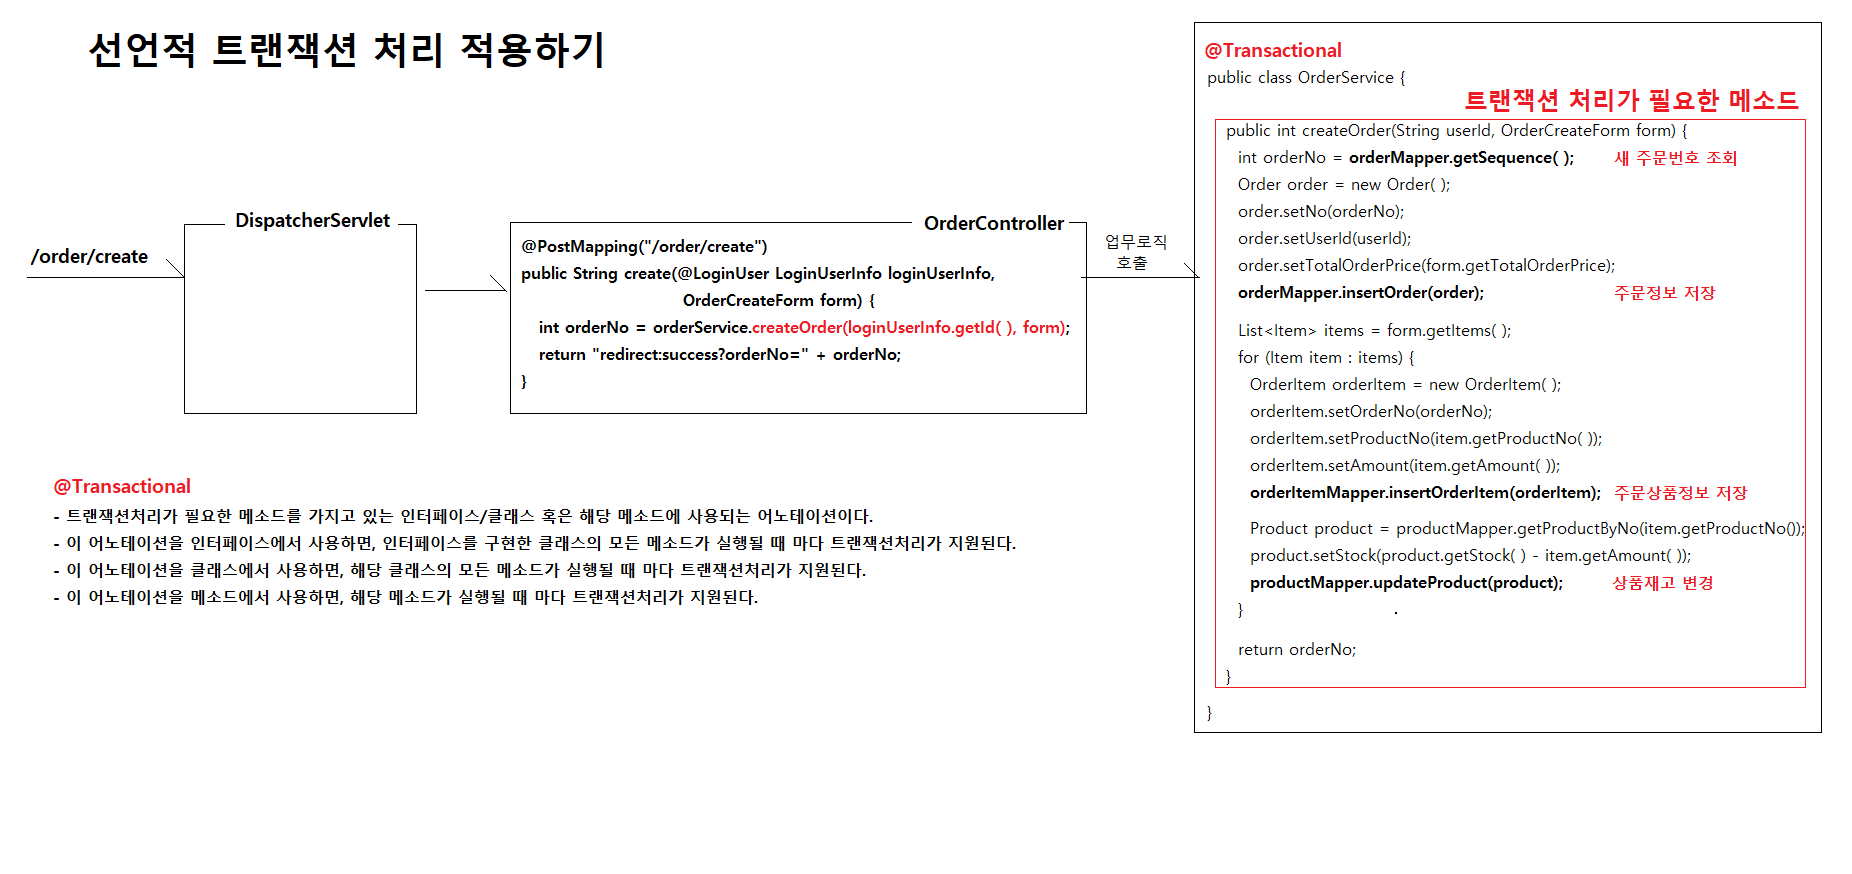 선언적 트랜잭션 처리 적용하기
/order/create
DispatcherServlet
OrderController
@PostMapping("/order/create")
public String create(@LoginUser LoginUserInfo loginUserInfo,
OrderCreateForm form) {
int orderNo = orderService.createOrder(loginUserInfo.getId( ), form);
return "redirect:success?orderNo=" + orderNo;
}
업무로직
호출
@Transactional
public class OrderService {
트랜잭션 처리가 필요한 메소드
public int createOrder(String userId, OrderCreateForm form) {
int orderNo = orderMapper.getSequence( ); 새 주문번호 조회
Order order = new Order( );
order.setNo(orderNo);
order.setUserId(userId);
order.setTotalOrderPrice(form.getTotalOrderPrice);
orderMapper.insertOrder(order); 주문정보 저장
List<Item> items = form.getItems( );
for (Item item : items) {
OrderItem orderItem = new OrderItem( );
orderItem.setOrderNo(orderNo);
orderItem.setProductNo(item.getProductNo( ));
orderItem.setAmount(item.getAmount( ));
orderItemMapper.insertOrderItem(orderItem); 주문상품정보 저장
Product product = productMapper.getProductByNo(item.getProductNo());
product.setStock(product.getStock( ) - item.getAmount( ));
productMapper.updateProduct(product); 상품재고 변경
} .
return orderNo;
}
}
@Transactional
- 트랜잭션처리가 필요한 메소드를 가지고 있는 인터페이스/클래스 혹은 해당 메소드에 사용되는 어노테이션이다.
- 이 어노테이션을 인터페이스에서 사용하면, 인터페이스를 구현한 클래스의 모든 메소드가 실행될 때 마다 트랜잭션처리가 지원된다.
- 이 어노테이션을 클래스에서 사용하면, 해당 클래스의 모든 메소드가 실행될 때 마다 트랜잭션처리가 지원된다.
- 이 어노테이션을 메소드에서 사용하면, 해당 메소드가 실행될 때 마다 트랜잭션처리가 지원된다.